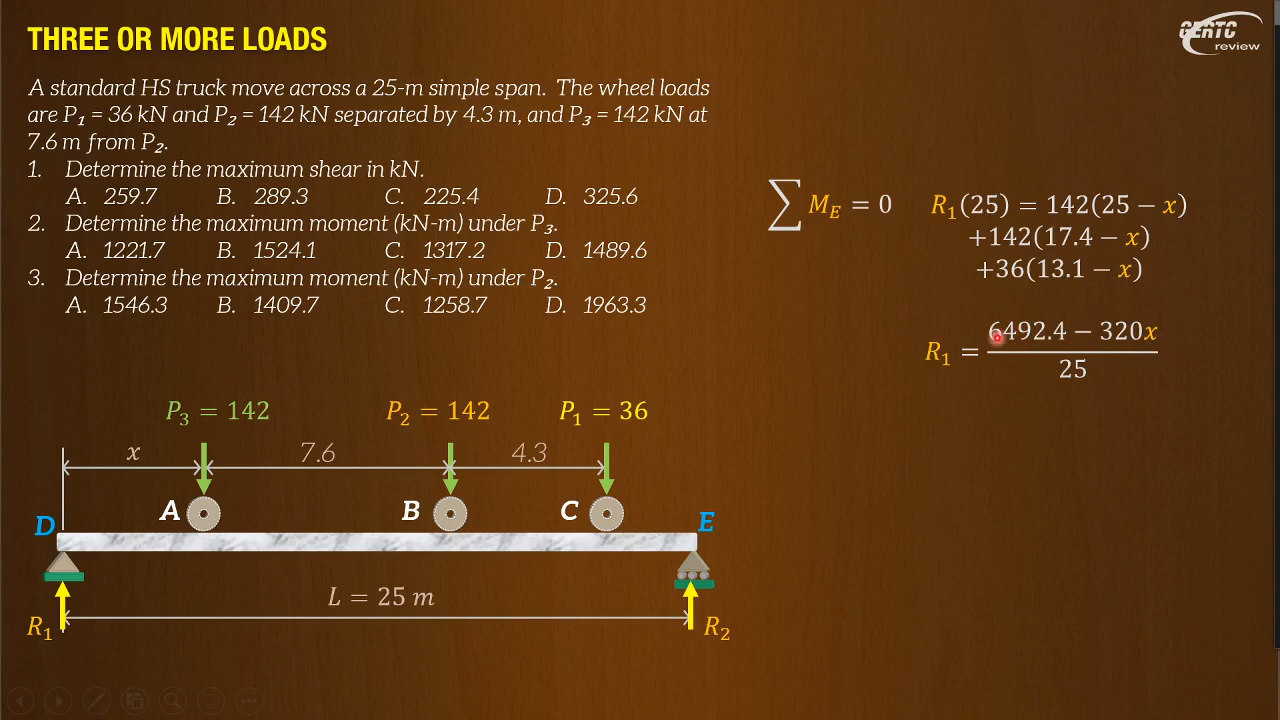 THREE OR MORE LOADS
GERTC
review
A standard HS truck move across a 25-m simple span. The wheel loads
are P₁ = 36 kN and P₂ = 142 kN separated by 4.3 m, and P₃ = 142 kN at
7.6 m from P₂.
1. Determine the maximum shear in kN.
A. 259.7 B. 289.3 C. 225.4 D. 325.6
2. Determine the maximum moment (kN-m) under P₃.
A. 1221.7 B. 1524.1 C. 1317.2 D. 1489.6
3. Determine the maximum moment (kN-m) under P₂.
A. 1546.3 B. 1409.7 C. 1258.7 D. 1963.3
∑ M_E = 0 R₁(25) = 142(25 − x)
+142(17.4 − x)
+36(13.1 − x)
R₁ = (6492.4 − 320x) / 25
P₃ = 142 P₂ = 142 P₁ = 36
x 7.6 4.3
A B C
D E
L = 25 m
R₁ R₂